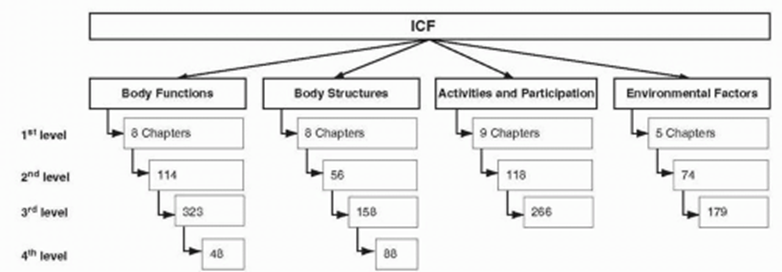 ICF
Body Functions Body Structures Activities and Participation Environmental Factors
1st level 8 Chapters 8 Chapters 9 Chapters 5 Chapters
2nd level 114 56 118 74
3rd level 323 158 266 179
4th level 48 88